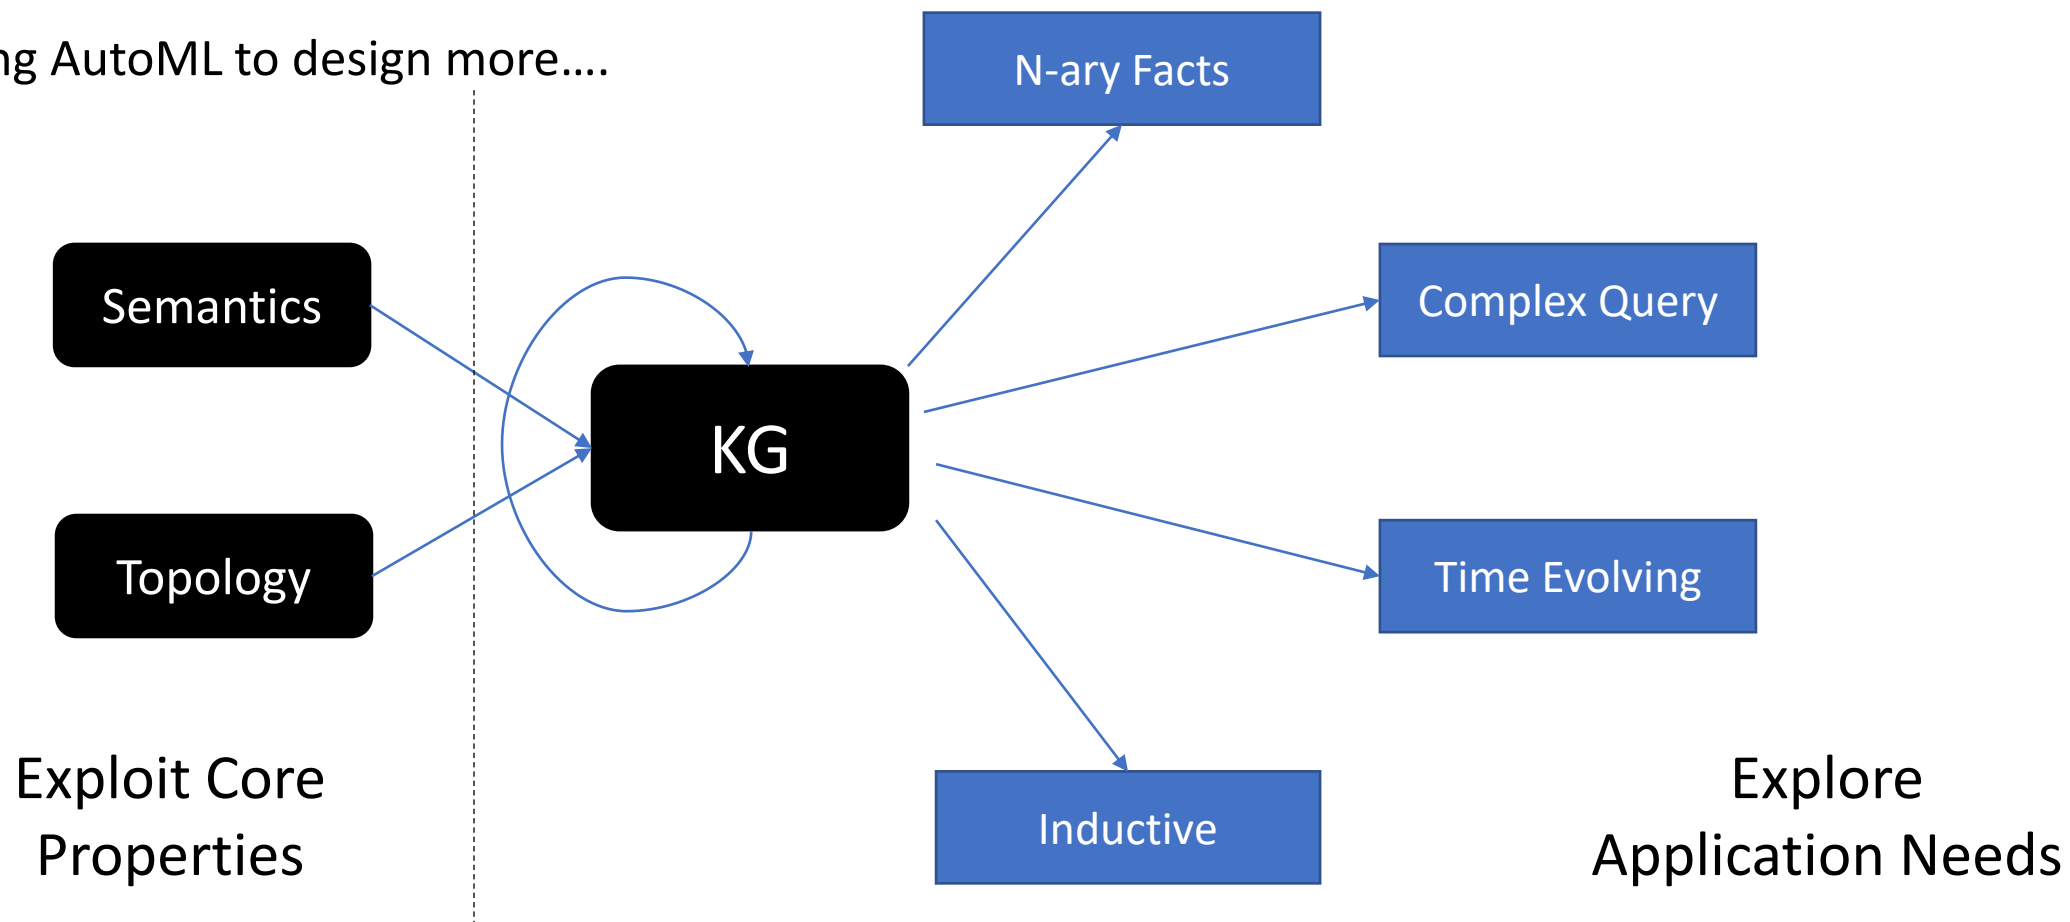 AutoML to design more....
N-ary Facts
Semantics
Complex Query
KG
Topology
Time Evolving
Exploit Core
Properties
Inductive
Explore
Application Needs